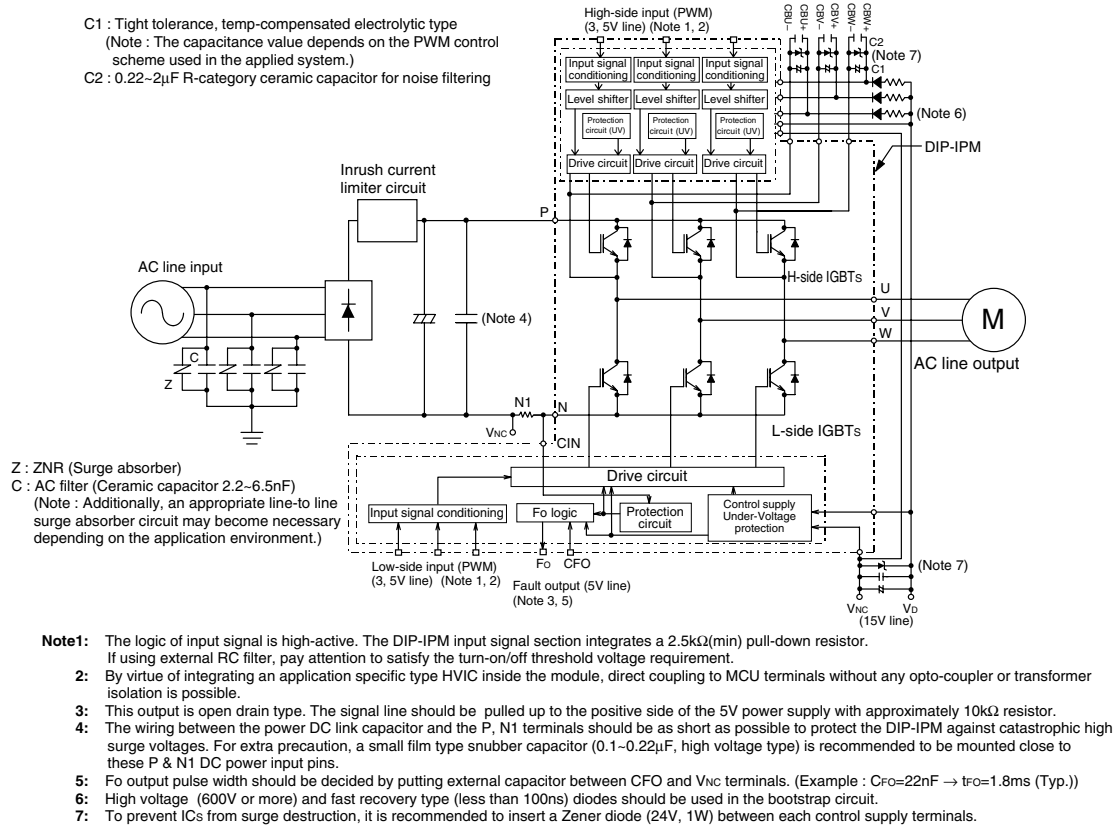 C1 : Tight tolerance, temp-compensated electrolytic type
(Note : The capacitance value depends on the PWM control
scheme used in the applied system.)
C2 : 0.22~2μF R-category ceramic capacitor for noise filtering
High-side input (PWM)
(3, 5V line) (Note 1, 2)
CBU–
CBU+
CBV–
CBV+
CBW–
CBW+
C2
(Note 7)
C1
(Note 6)
Input signal conditioning
Input signal conditioning
Input signal conditioning
Level shifter
Level shifter
Level shifter
Protection circuit (UV)
Protection circuit (UV)
Protection circuit (UV)
Drive circuit
Drive circuit
Drive circuit
DIP-IPM
Inrush current
limiter circuit
P
AC line input
H-side IGBTs
U
V
W
M
AC line output
(Note 4)
C
Z
N1
N
VNC
CIN
L-side IGBTs
Z : ZNR (Surge absorber)
C : AC filter (Ceramic capacitor 2.2~6.5nF)
(Note : Additionally, an appropriate line-to line
surge absorber circuit may become necessary
depending on the application environment.)
Drive circuit
Input signal conditioning
Fo logic
Protection
circuit
Control supply
Under-Voltage
protection
Low-side input (PWM)
(3, 5V line) (Note 1, 2)
FO
CFO
Fault output (5V line)
(Note 3, 5)
(Note 7)
VNC
VD
(15V line)
Note1: The logic of input signal is high-active. The DIP-IPM input signal section integrates a 2.5kΩ(min) pull-down resistor.
If using external RC filter, pay attention to satisfy the turn-on/off threshold voltage requirement.
2: By virtue of integrating an application specific type HVIC inside the module, direct coupling to MCU terminals without any opto-coupler or transformer
isolation is possible.
3: This output is open drain type. The signal line should be pulled up to the positive side of the 5V power supply with approximately 10kΩ resistor.
4: The wiring between the power DC link capacitor and the P, N1 terminals should be as short as possible to protect the DIP-IPM against catastrophic high
surge voltages. For extra precaution, a small film type snubber capacitor (0.1~0.22μF, high voltage type) is recommended to be mounted close to
these P & N1 DC power input pins.
5: Fo output pulse width should be decided by putting external capacitor between CFO and VNC terminals. (Example : CFO=22nF → tFO=1.8ms (Typ.))
6: High voltage (600V or more) and fast recovery type (less than 100ns) diodes should be used in the bootstrap circuit.
7: To prevent ICs from surge destruction, it is recommended to insert a Zener diode (24V, 1W) between each control supply terminals.